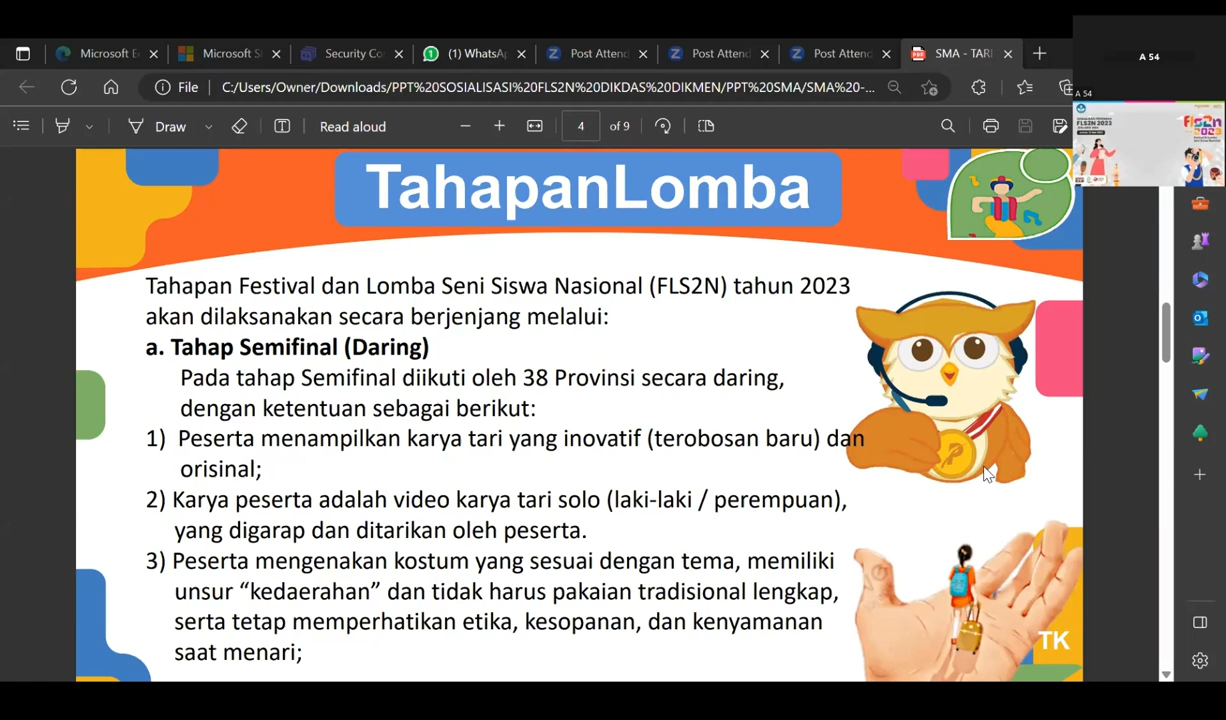 Microsoft E
Microsoft S
Security Co
(1) WhatsA
Post Attend
Post Attend
Post Attend
SMA - TARI
A 54
File
C:/Users/Owner/Downloads/PPT%20SOSIALISASI%20FLS2N%20DIKDAS%20DIKMEN/PPT%20SMA/SMA%20-...
A 54
Draw
Read aloud
4
of 9
FLS2N 2023
FLS2n
2023
TahapanLomba
Tahapan Festival dan Lomba Seni Siswa Nasional (FLS2N) tahun 2023
akan dilaksanakan secara berjenjang melalui:
a. Tahap Semifinal (Daring)
Pada tahap Semifinal diikuti oleh 38 Provinsi secara daring,
dengan ketentuan sebagai berikut:
1) Peserta menampilkan karya tari yang inovatif (terobosan baru) dan
orisinal;
2) Karya peserta adalah video karya tari solo (laki-laki / perempuan),
yang digarap dan ditarikan oleh peserta.
3) Peserta mengenakan kostum yang sesuai dengan tema, memiliki
unsur “kedaerahan” dan tidak harus pakaian tradisional lengkap,
serta tetap memperhatikan etika, kesopanan, dan kenyamanan
saat menari;
TK